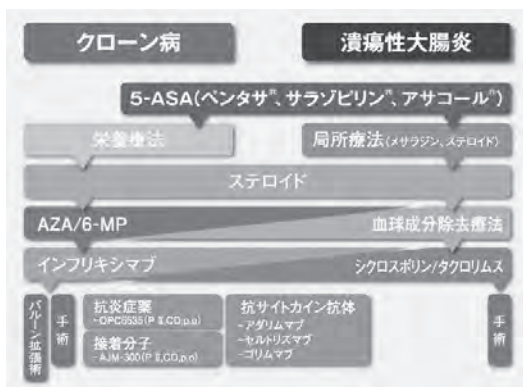 クローン病
潰瘍性大腸炎
5-ASA(ペンタサ®、サラゾピリン®、アサコール®)
栄養療法
局所療法(メサラジン、ステロイド)
ステロイド
AZA/6-MP
血球成分除去療法
インフリキシマブ
シクロスポリン/タクロリムス
バルーン拡張術
手術
抗炎症薬
-OPC6535(PⅡ,CD,p.o)
接着分子
-AJM-300(PⅡ,CD,p.o)
抗サイトカイン抗体
-アダリムマブ
-セルトリズマブ
-ゴリムマブ
手術